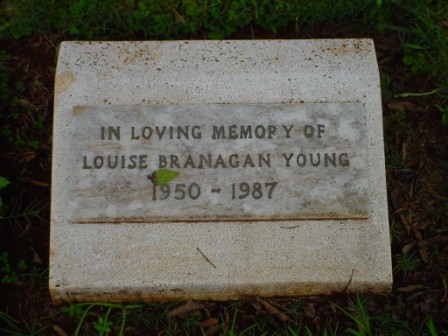 IN LOVING MEMORY OF
LOUISE BRANAGAN YOUNG
1950 - 1987